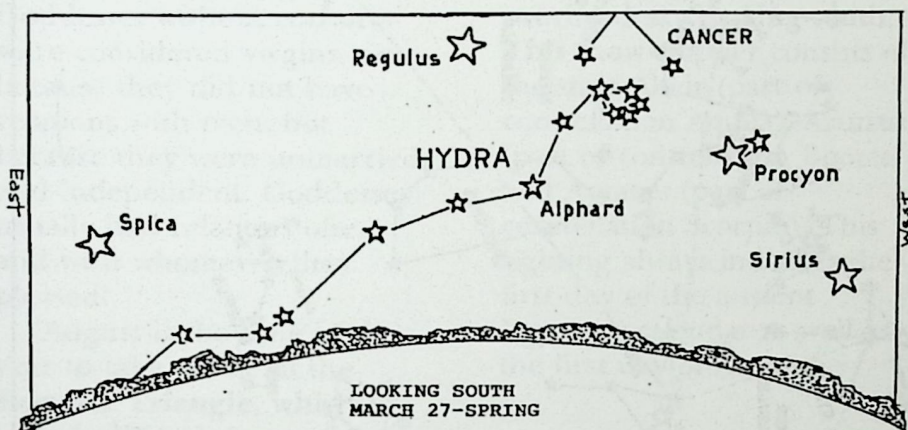 CANCER
Regulus
HYDRA
Procyon
Alphard
East
West
Spica
Sirius
LOOKING SOUTH
MARCH 27-SPRING